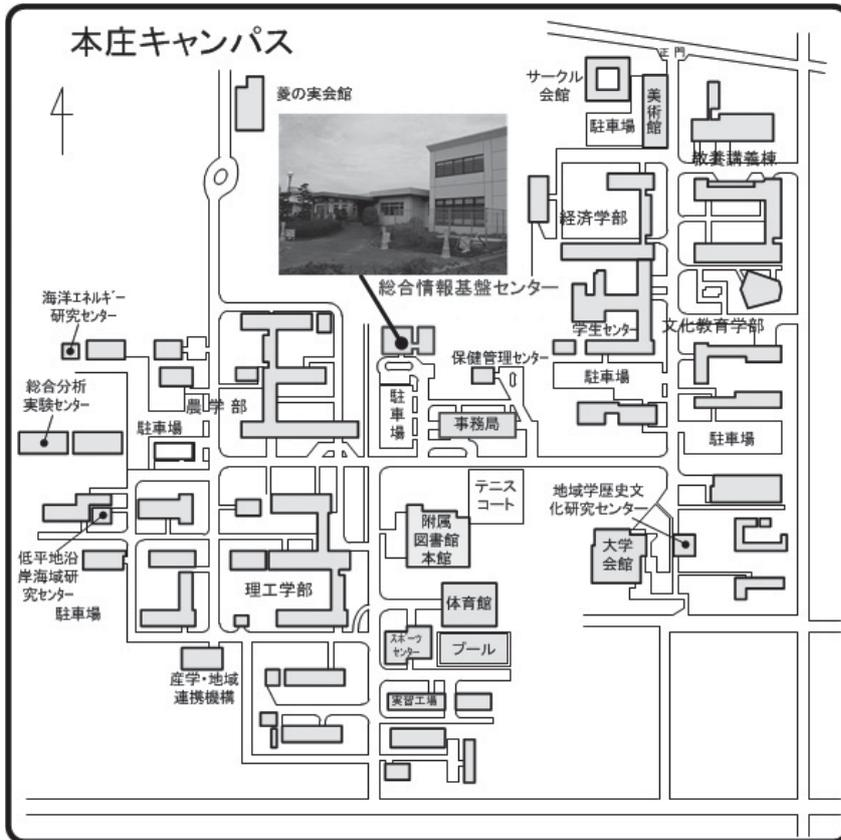 本庄キャンパス
正門
菱の実会館
サークル
会館
美術館
駐車場
教養講義棟
経済学部
総合情報基盤センター
海洋エネルギー
研究センター
学生センター
文化教育学部
保健管理センター
総合分析
実験センター
農学部
駐車場
駐車場
駐車場
事務局
駐車場
テニス
コート
地域学歴史文
化研究センター
附属
図書館
本館
大学
会館
低平地沿
岸海域研
究センター
駐車場
理工学部
体育館
スポーツ
センター
プール
産学・地域
連携機構
実習工場